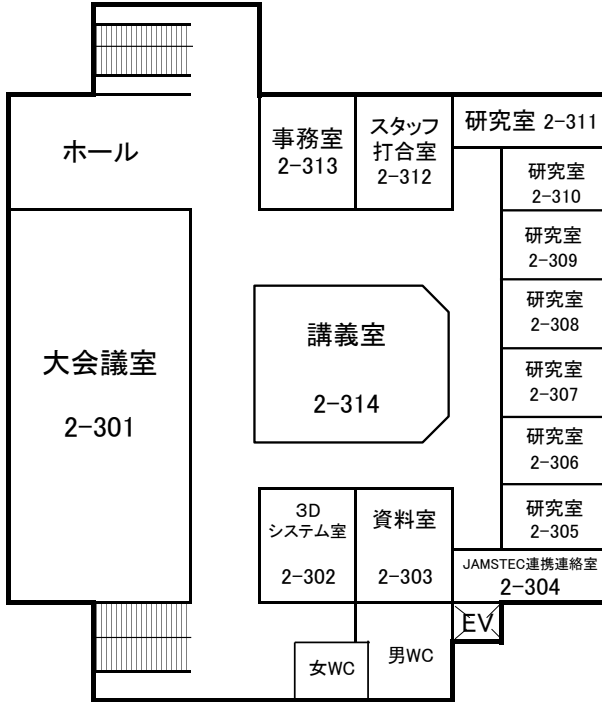 ホール
事務室
2-313
スタッフ
打合室
2-312
研究室 2-311
研究室
2-310
研究室
2-309
研究室
2-308
研究室
2-307
研究室
2-306
研究室
2-305
大会議室
2-301
講義室
2-314
3D
システム室
2-302
資料室
2-303
JAMSTEC連携連絡室
2-304
EV
女WC
男WC